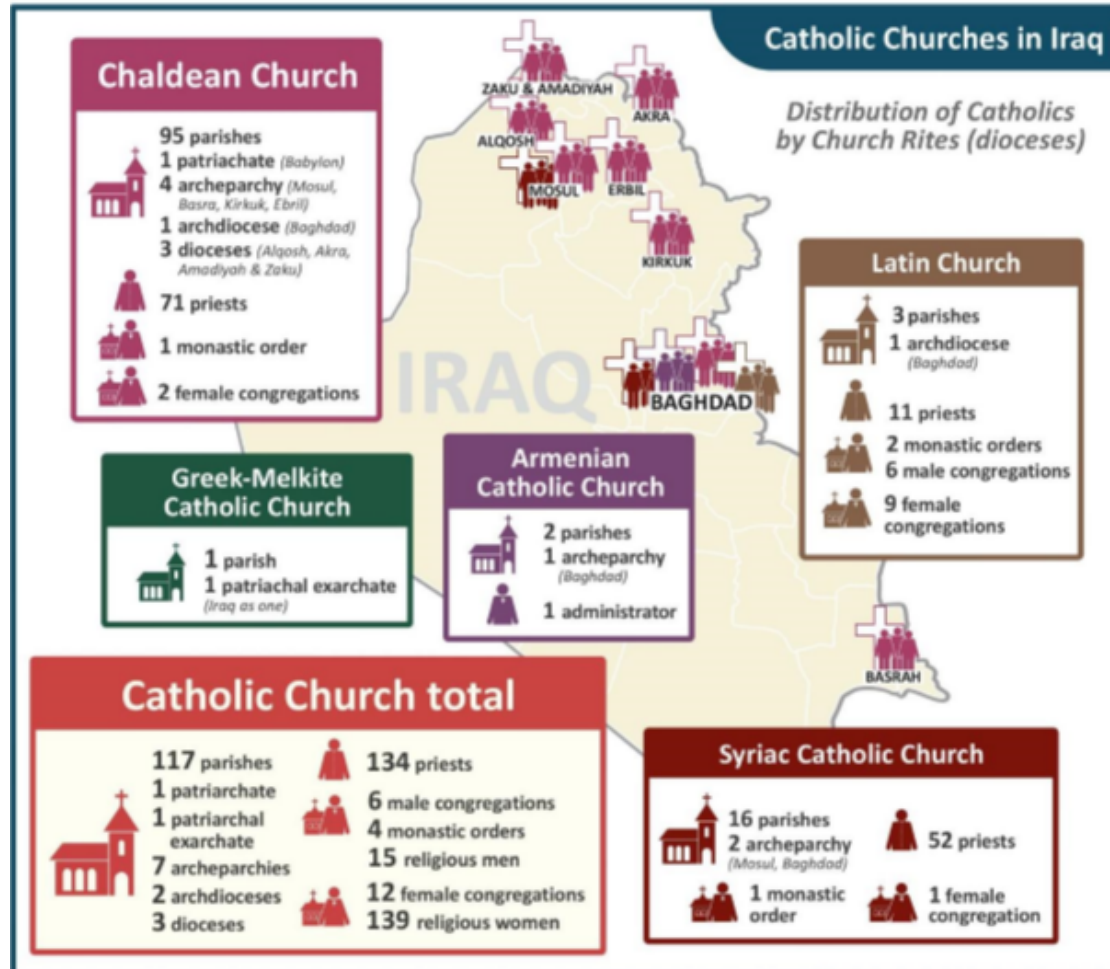 Catholic Churches in Iraq
Distribution of Catholics
by Church Rites (dioceses)
Chaldean Church
95 parishes
1 patriachate (Babylon)
4 archeparchy (Mosul,
Basra, Kirkuk, Ebril)
1 archdiocese (Baghdad)
3 dioceses (Alqosh, Akra,
Amadiyah & Zaku)
71 priests
1 monastic order
2 female congregations
ZAKU & AMADIYAH
AKRA
ALQOSH
MOSUL
ERBIL
KIRKUK
IRAQ
BAGHDAD
BASRAH
Latin Church
3 parishes
1 archdiocese
(Baghdad)
11 priests
2 monastic orders
6 male congregations
9 female
congregations
Greek-Melkite
Catholic Church
1 parish
1 patriachal exarchate
(Iraq as one)
Armenian
Catholic Church
2 parishes
1 archeparchy
(Baghdad)
1 administrator
Catholic Church total
117 parishes
1 patriarchate
1 patriarchal
exarchate
7 archeparchies
2 archdioceses
3 dioceses
134 priests
6 male congregations
4 monastic orders
15 religious men
12 female congregations
139 religious women
Syriac Catholic Church
16 parishes
2 archeparchy
(Mosul, Baghdad)
52 priests
1 monastic
order
1 female
congregation